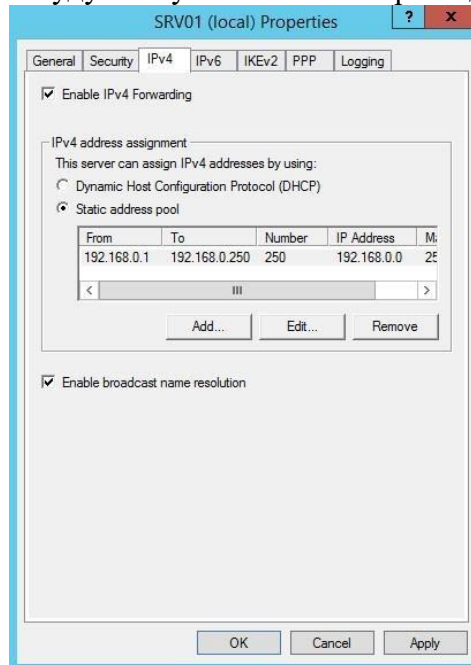 SRV01 (local) Properties
? x
General Security IPv4 IPv6 IKEv2 PPP Logging
Enable IPv4 Forwarding
IPv4 address assignment
This server can assign IPv4 addresses by using:
Dynamic Host Configuration Protocol (DHCP)
Static address pool
From To Number IP Address
192.168.0.1 192.168.0.250 250 192.168.0.0
Add... Edit... Remove
Enable broadcast name resolution
OK Cancel Apply